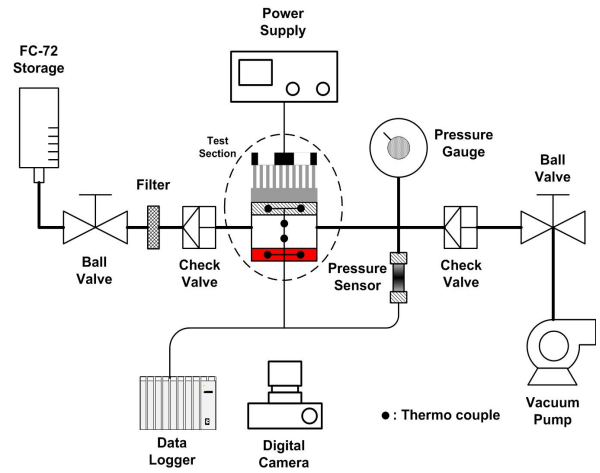 Power
Supply
FC-72
Storage
Test
Section
Pressure
Gauge
Ball
Valve
Filter
Ball
Valve
Check
Valve
Pressure
Sensor
Check
Valve
Data
Logger
Digital
Camera
● : Thermo couple
Vacuum
Pump